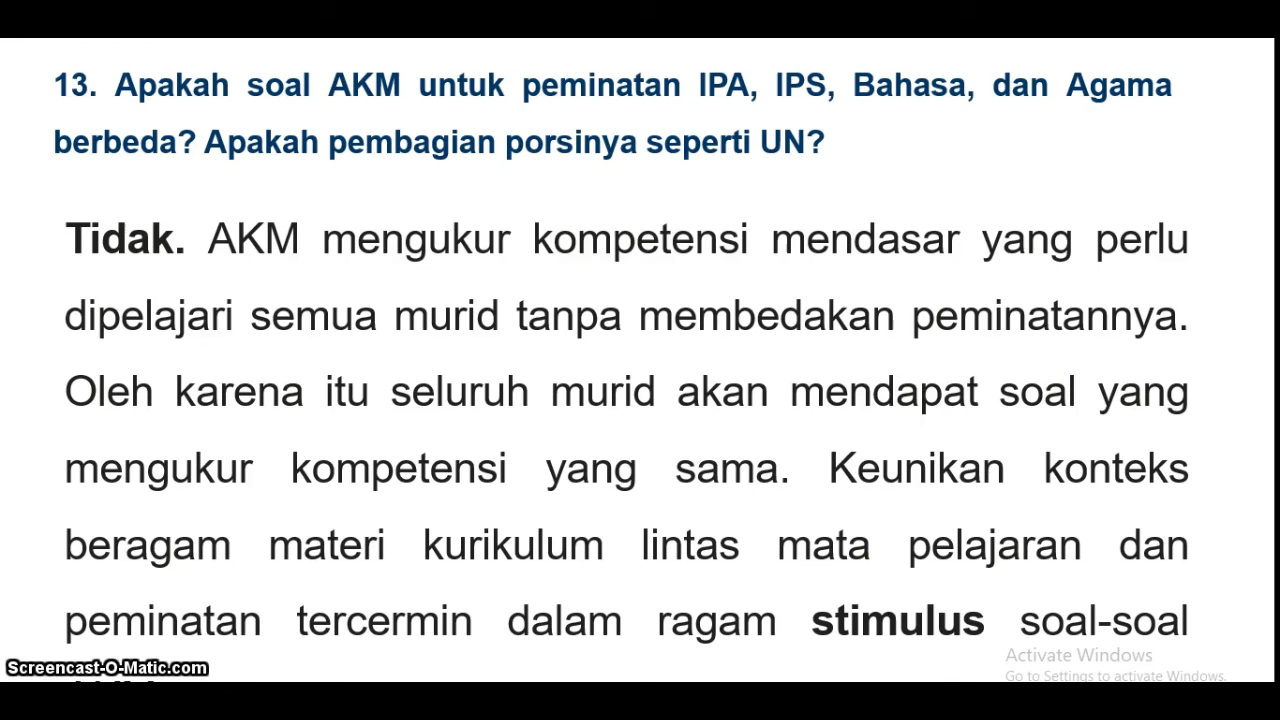 13. Apakah soal AKM untuk peminatan IPA, IPS, Bahasa, dan Agama
berbeda? Apakah pembagian porsinya seperti UN?
Tidak. AKM mengukur kompetensi mendasar yang perlu
dipelajari semua murid tanpa membedakan peminatannya.
Oleh karena itu seluruh murid akan mendapat soal yang
mengukur kompetensi yang sama. Keunikan konteks
beragam materi kurikulum lintas mata pelajaran dan
peminatan tercermin dalam ragam stimulus soal-soal
Activate Windows
Go to Settings to activate Windows.
Screencast-O-Matic.com